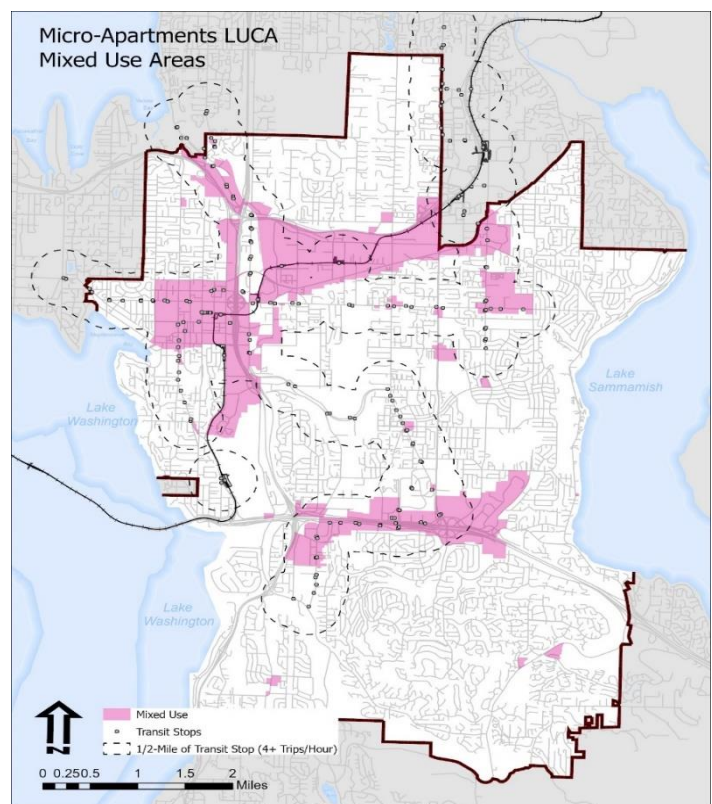 Micro-Apartments LUCA
Mixed Use Areas
Lake
Washington
Lake
Sammamish
Lake
Washington
N
Mixed Use
Transit Stops
1/2-Mile of Transit Stop (4+ Trips/Hour)
0 0.25 0.5 1 1.5 2
Miles